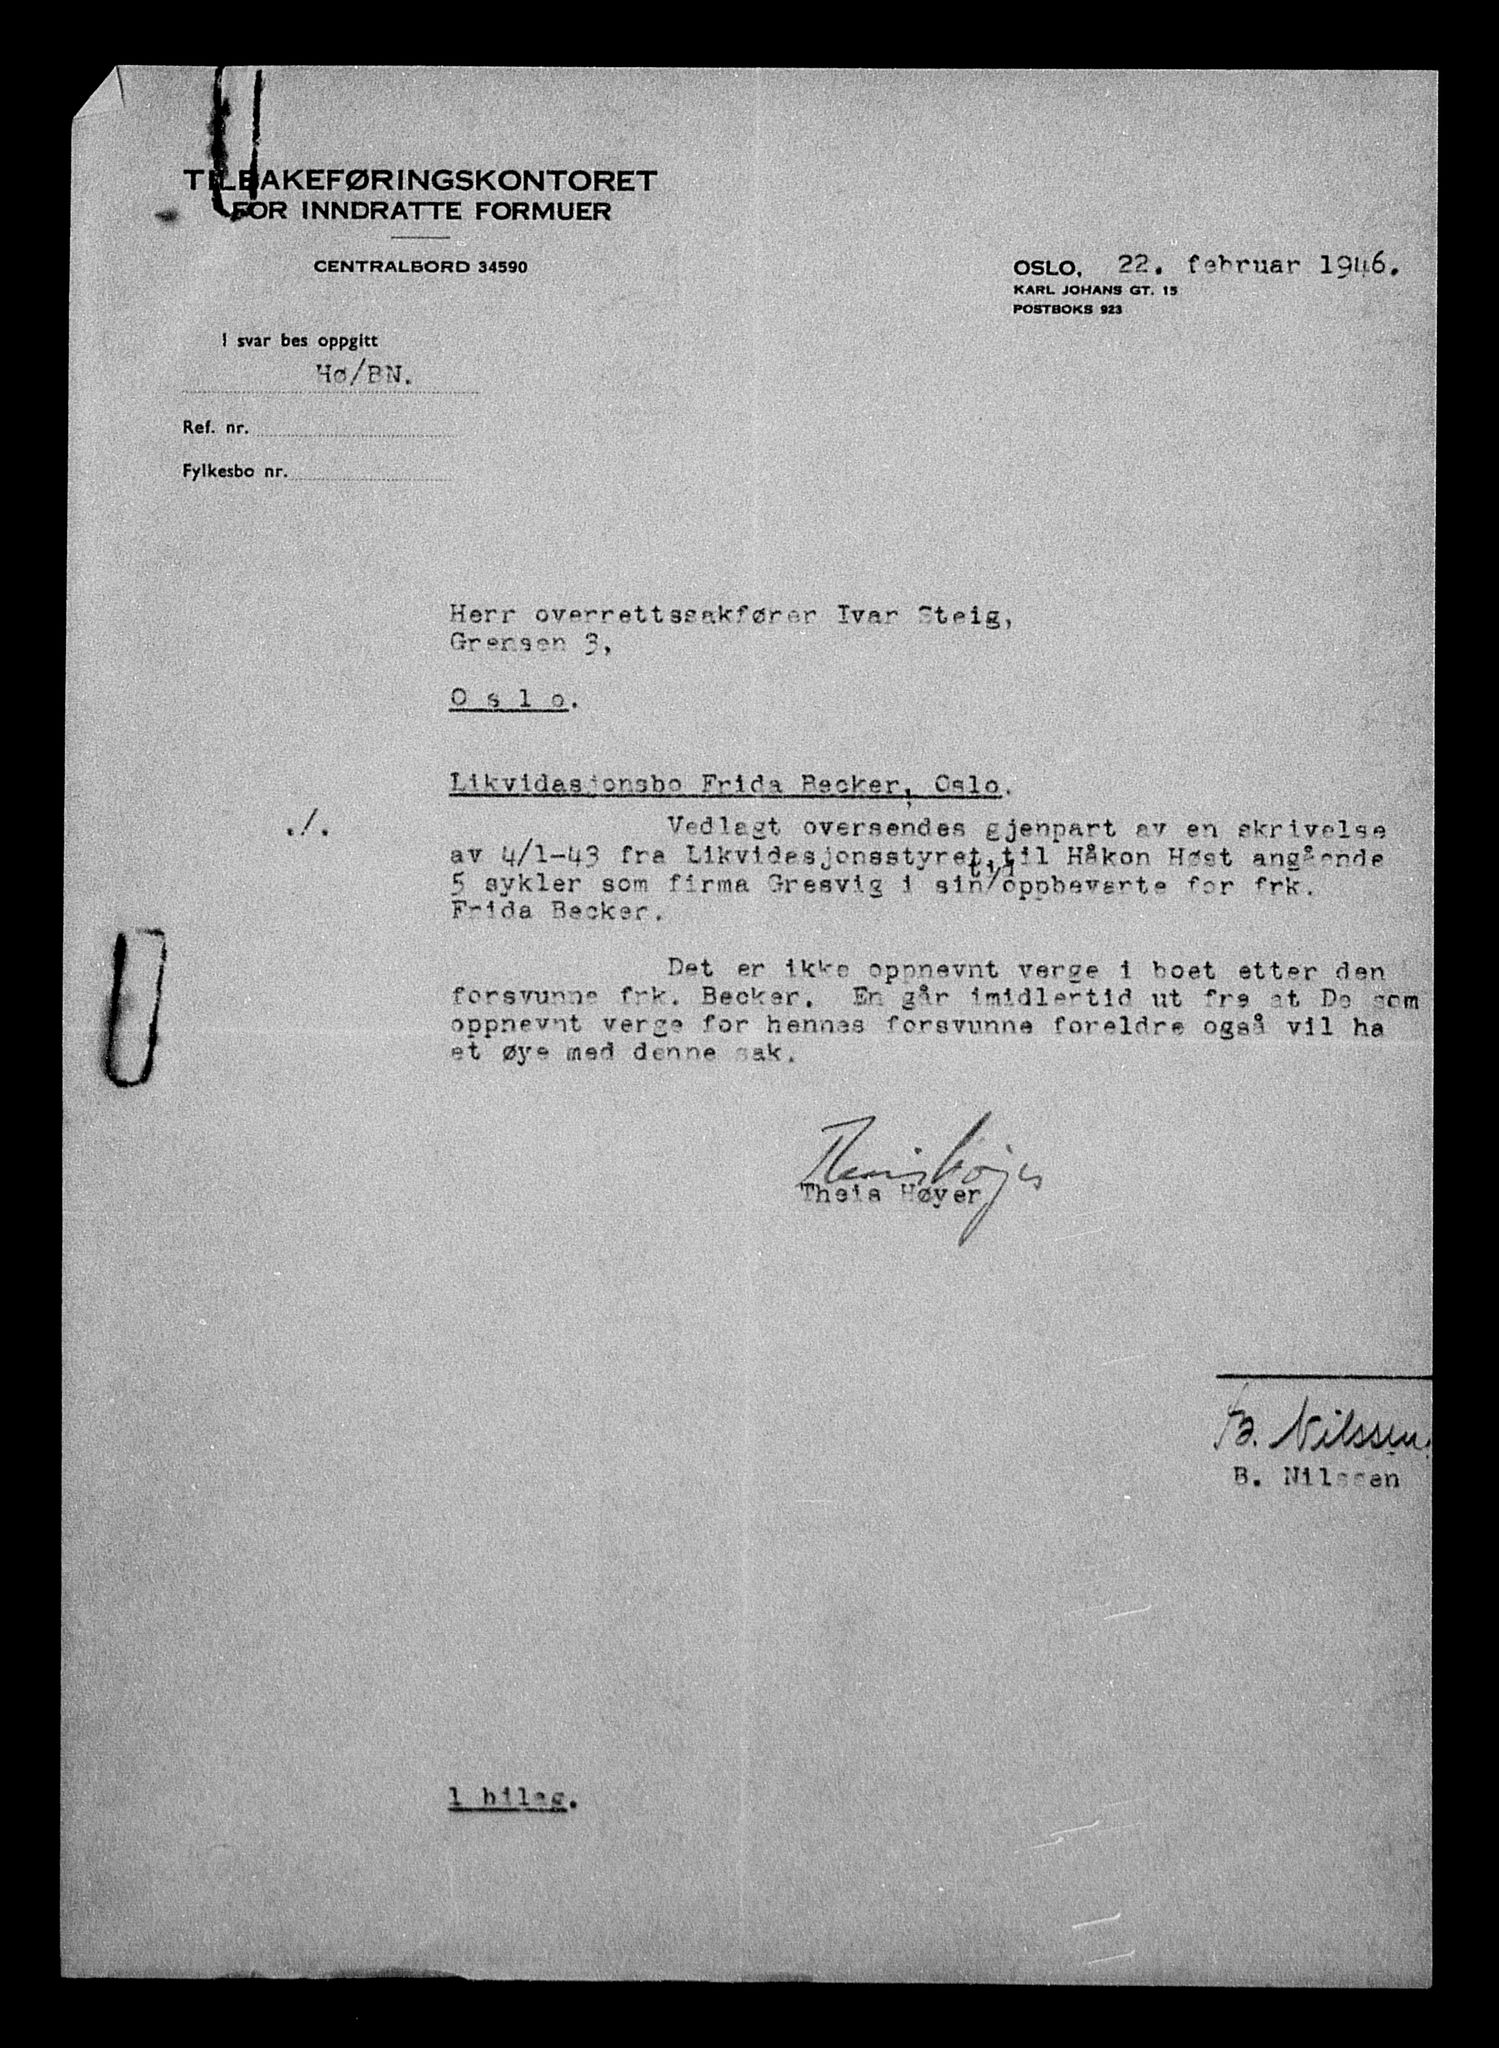 TILBAKEFØRINGSKONTORET
FOR INNDRATTE FORMUER
CENTRALBORD 34590
OSLO, 22. februar 1946.
KARL JOHANS GT. 15
POSTBOKS 923
I svar bes oppgitt
Hø/BN.
Ref. nr.
Fylkesbo nr.
Herr overrettssakfører Ivar Steig,
Grensen 3,
O s l o.
Likvidasjonsbo Frida Becker, Oslo.
./. Vedlagt oversendes gjenpart av en skrivelse
av 4/1-43 fra Likvidasjonsstyret til Håkon Høst angående
5 sykler som firma Gresvig i sin/tid oppbevarte for frk.
Frida Becker.
Det er ikke oppnevnt verge i boet etter den
forsvunne frk. Becker. En går imidlertid ut fra at De som
oppnevnt verge for hennes forsvunne foreldre også vil ha
et øye med denne sak.
Theis Høyer
Theis Høyer
B. Nilssen
B. Nilssen
1 bilag.